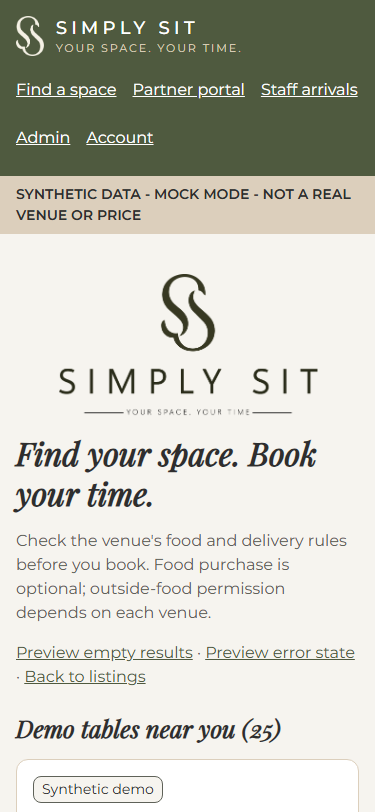 SIMPLY SIT
YOUR SPACE. YOUR TIME.
Find a space Partner portal Staff arrivals
Admin Account
SYNTHETIC DATA - MOCK MODE - NOT A REAL
VENUE OR PRICE
SIMPLY SIT
YOUR SPACE. YOUR TIME
Find your space. Book
your time.
Check the venue's food and delivery rules
before you book. Food purchase is
optional; outside-food permission
depends on each venue.
Preview empty results · Preview error state
· Back to listings
Demo tables near you (25)
Synthetic demo